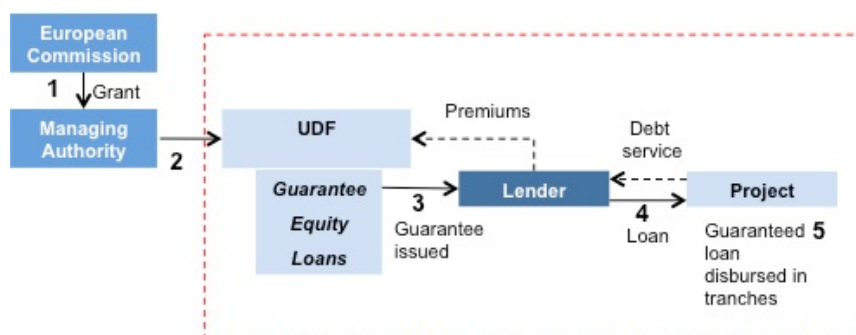 European
Commission
1
Grant
Managing
Authority
2
UDF
Premiums
Guarantee
Equity
Loans
3
Guarantee
issued
Lender
Debt
service
4
Loan
Project
Guaranteed 5
loan
disbursed in
tranches